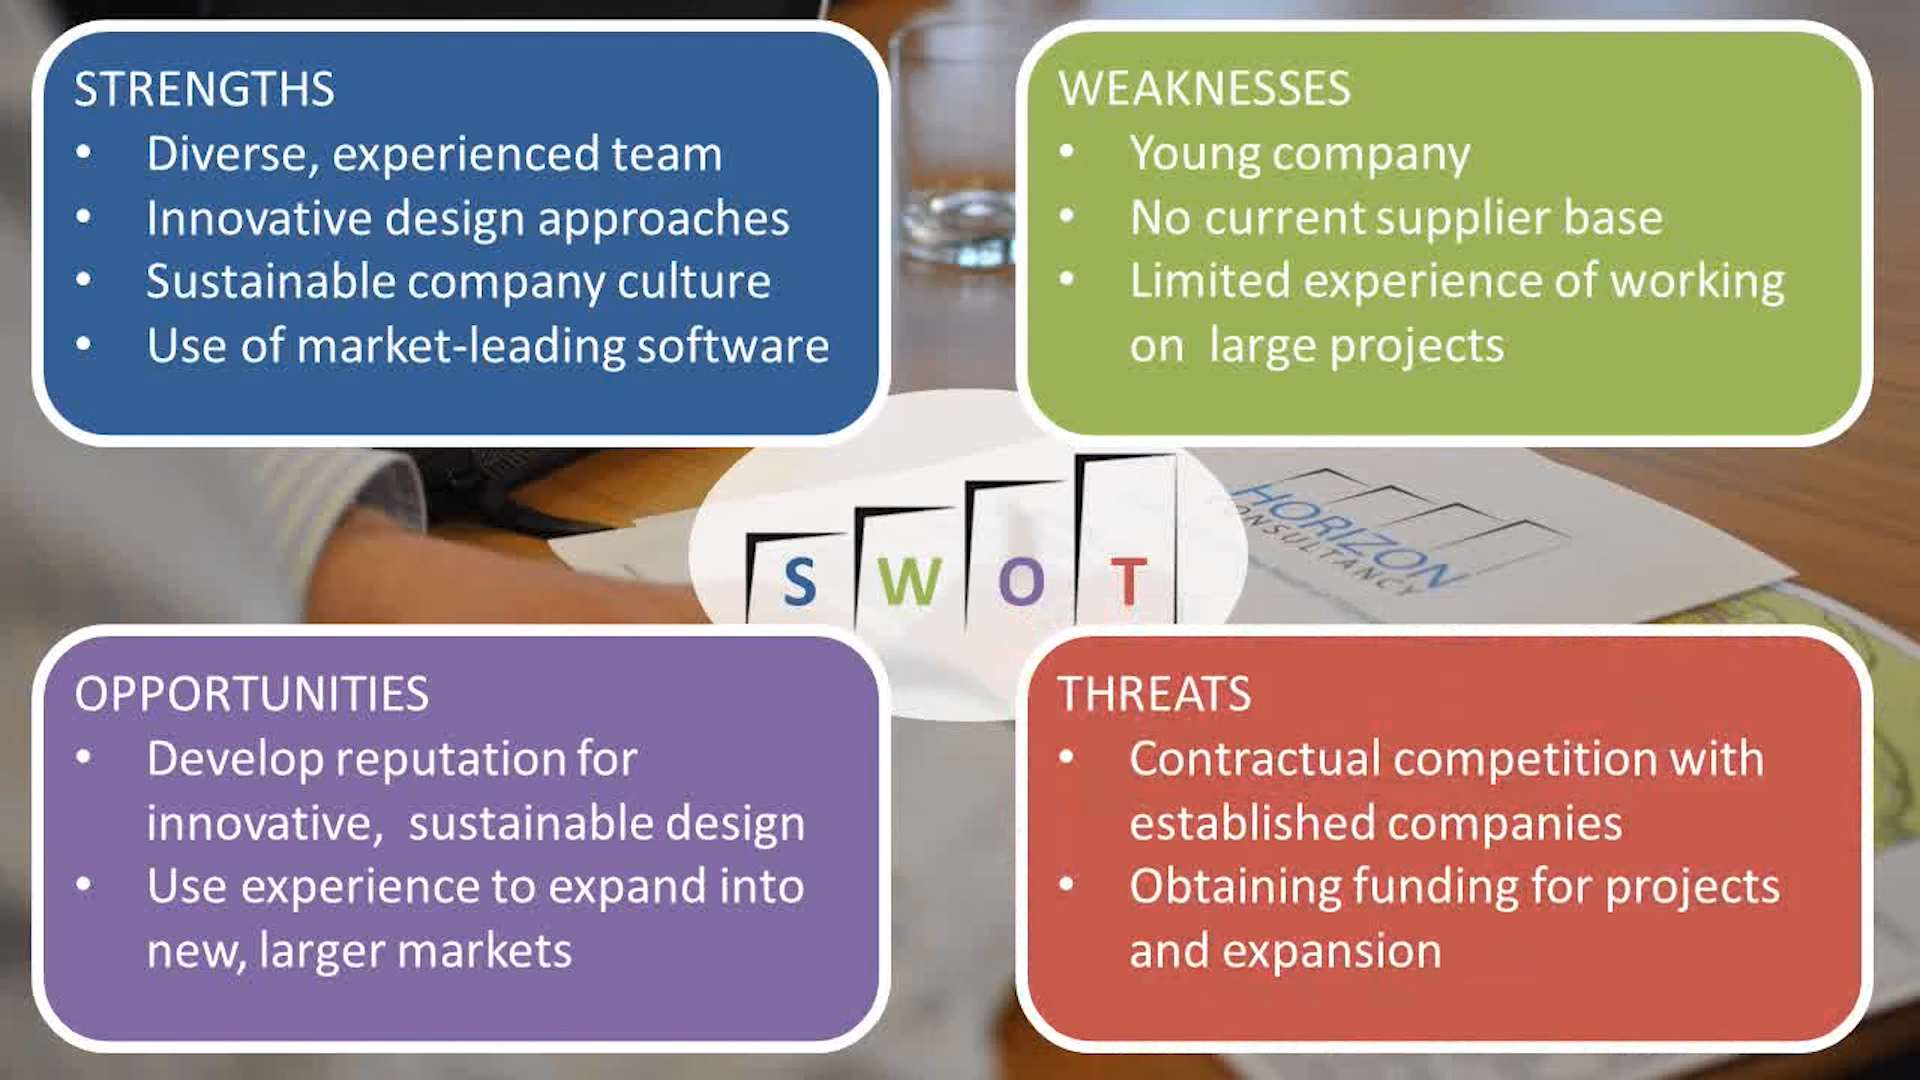 STRENGTHS
• Diverse, experienced team
• Innovative design approaches
• Sustainable company culture
• Use of market-leading software
WEAKNESSES
• Young company
• No current supplier base
• Limited experience of working
on large projects
S W O T
HORIZON
ONSULTANCY
OPPORTUNITIES
• Develop reputation for
innovative, sustainable design
• Use experience to expand into
new, larger markets
THREATS
• Contractual competition with
established companies
• Obtaining funding for projects
and expansion